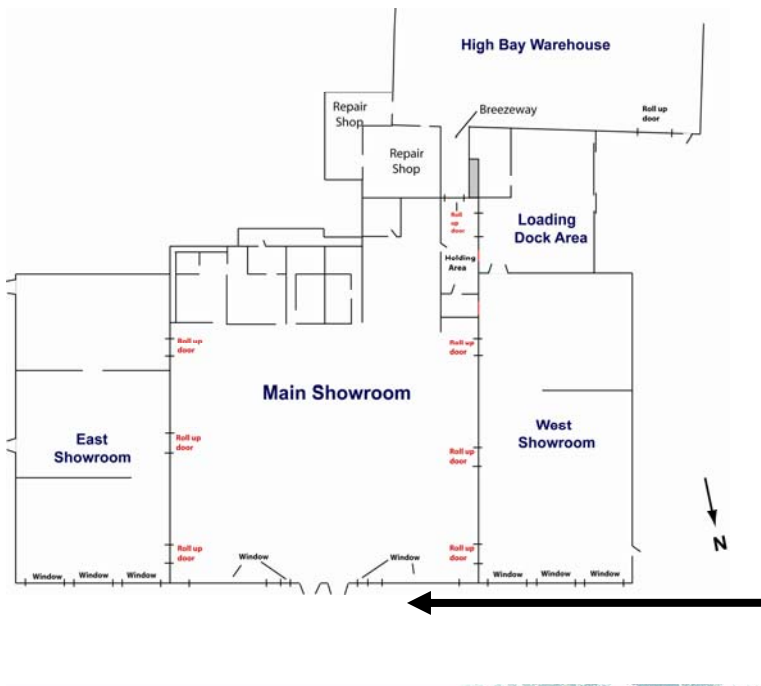 High Bay Warehouse
Repair
Shop
Breezeway
Roll up
door
Repair
Shop
Roll
up
door
Loading
Dock Area
Holding
Area
Roll up
door
Roll up
door
Main Showroom
East
Showroom
Roll up
door
West
Showroom
Roll up
door
Roll up
door
Roll up
door
Window
Window
Window
Window
Window
Window
Window
Window
N